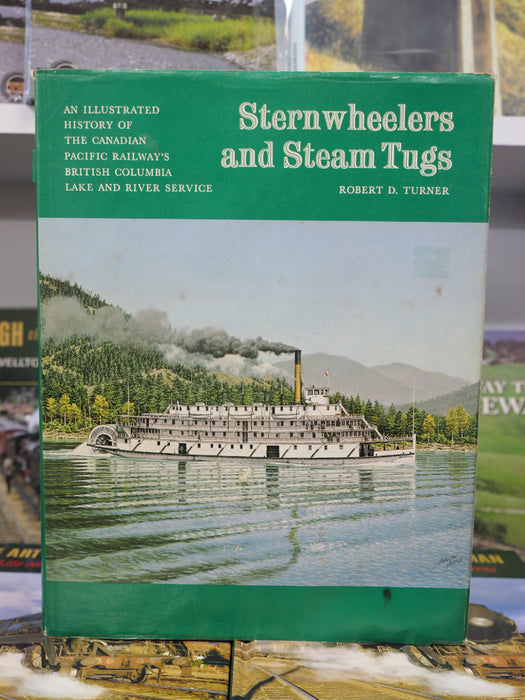 AN ILLUSTRATED
HISTORY OF
THE CANADIAN
PACIFIC RAILWAY'S
BRITISH COLUMBIA
LAKE AND RIVER SERVICE
Sternwheelers
and Steam Tugs
ROBERT D. TURNER